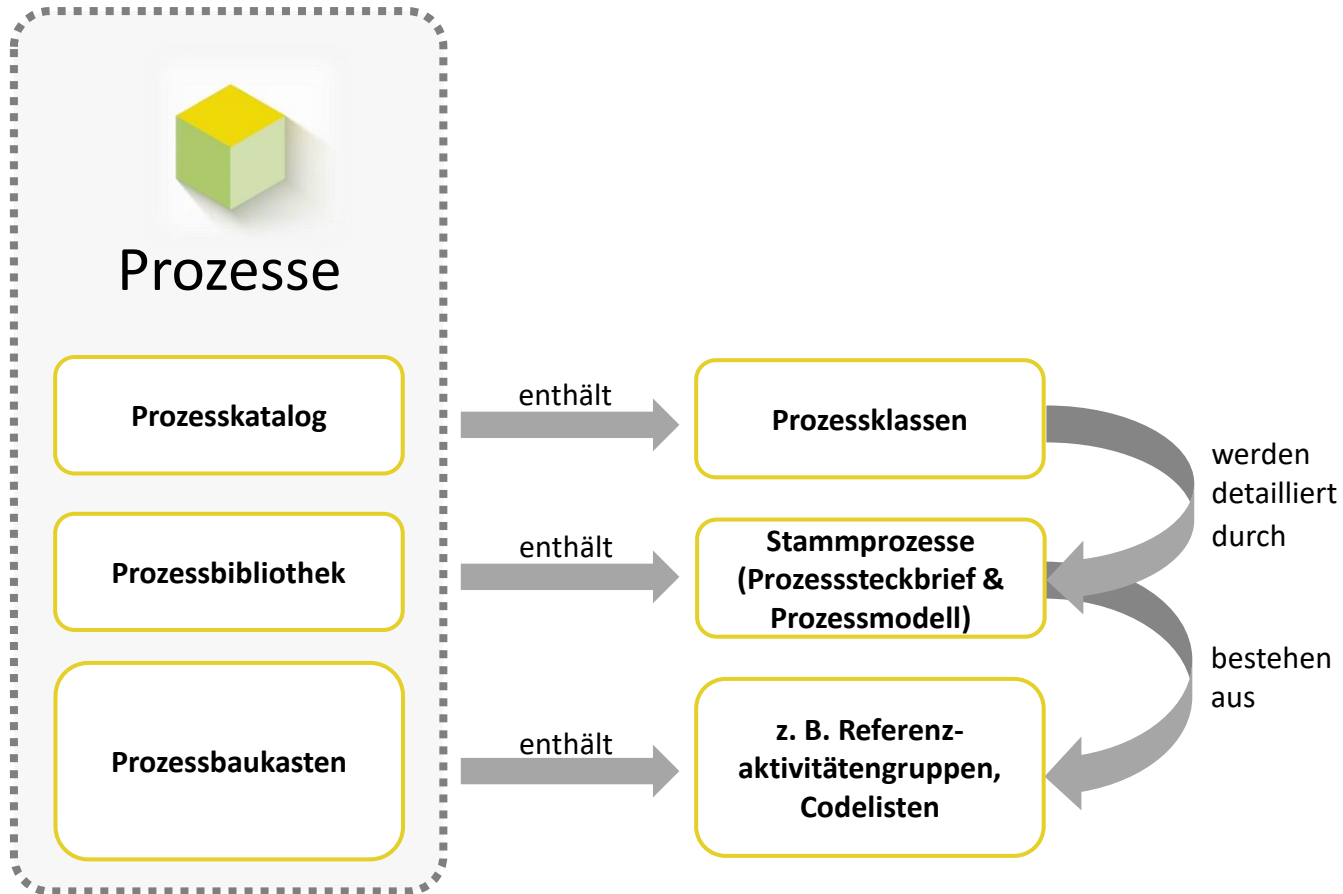 Prozesse
Prozesskatalog
enthält
Prozessklassen
werden
detailliert
durch
Prozessbibliothek
enthält
Stammprozesse
(Prozesssteckbrief &
Prozessmodell)
bestehen
aus
Prozessbaukasten
enthält
z. B. Referenz-
aktivitätengruppen,
Codelisten